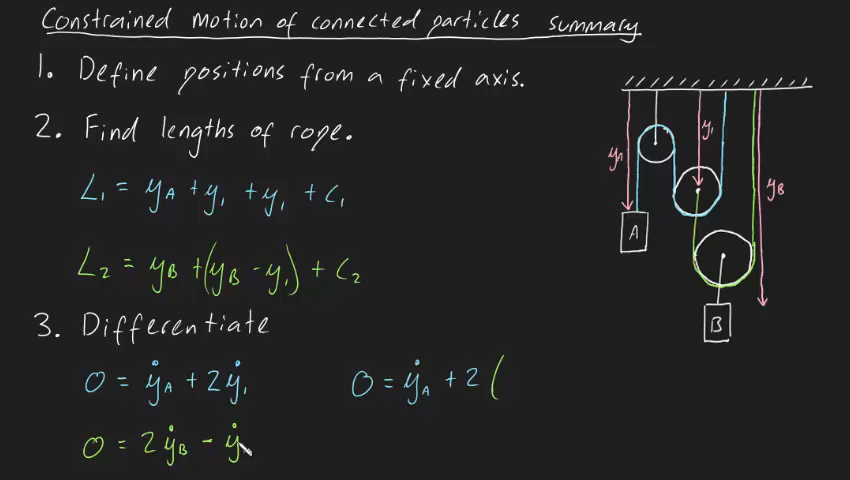 Constrained motion of connected particles summary
1. Define positions from a fixed axis.
2. Find lengths of rope.
L₁ = y_A + y₁ + y₁ + C₁
L₂ = y_B + (y_B - y₁) + C₂
3. Differentiate
0 = ẏ_A + 2ẏ₁
0 = ẏ_A + 2 (
0 = 2ẏ_B - ẏ
y_A
y₁
y_B
A
B